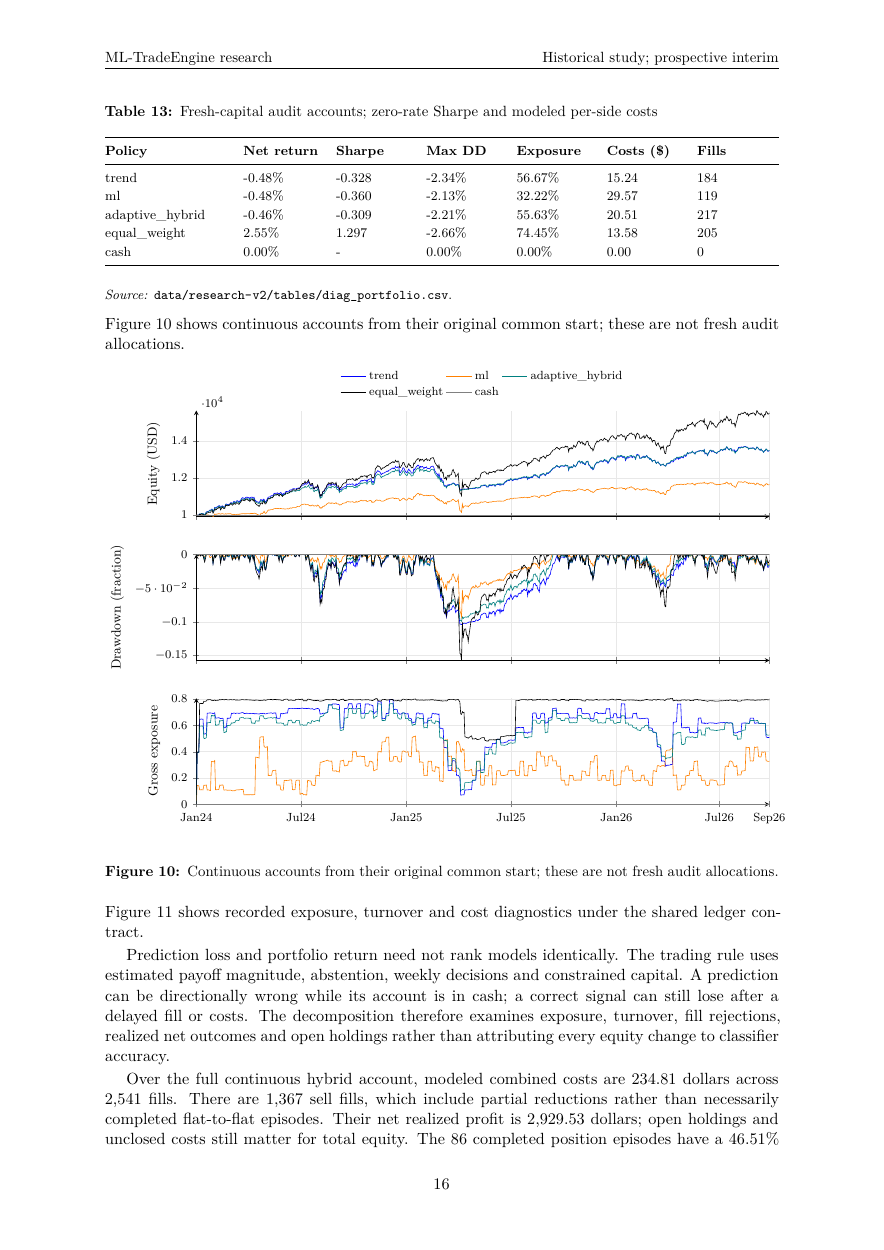 ML-TradeEngine research Historical study; prospective interim
Table 13: Fresh-capital audit accounts; zero-rate Sharpe and modeled per-side costs
Policy Net return Sharpe Max DD Exposure Costs ($) Fills
trend -0.48% -0.328 -2.34% 56.67% 15.24 184
ml -0.48% -0.360 -2.13% 32.22% 29.57 119
adaptive_hybrid -0.46% -0.309 -2.21% 55.63% 20.51 217
equal_weight 2.55% 1.297 -2.66% 74.45% 13.58 205
cash 0.00% - 0.00% 0.00% 0.00 0
Source: data/research-v2/tables/diag_portfolio.csv.
Figure 10 shows continuous accounts from their original common start; these are not fresh audit
allocations.
trend ml adaptive_hybrid
equal_weight cash
·10⁴
Equity (USD)
1.4
1.2
1
Drawdown (fraction)
0
−5 · 10⁻²
−0.1
−0.15
Gross exposure
0.8
0.6
0.4
0.2
0
Jan24 Jul24 Jan25 Jul25 Jan26 Jul26 Sep26
Figure 10: Continuous accounts from their original common start; these are not fresh audit allocations.
Figure 11 shows recorded exposure, turnover and cost diagnostics under the shared ledger con-
tract.
Prediction loss and portfolio return need not rank models identically. The trading rule uses
estimated payoff magnitude, abstention, weekly decisions and constrained capital. A prediction
can be directionally wrong while its account is in cash; a correct signal can still lose after a
delayed fill or costs. The decomposition therefore examines exposure, turnover, fill rejections,
realized net outcomes and open holdings rather than attributing every equity change to classifier
accuracy.
Over the full continuous hybrid account, modeled combined costs are 234.81 dollars across
2,541 fills. There are 1,367 sell fills, which include partial reductions rather than necessarily
completed flat-to-flat episodes. Their net realized profit is 2,929.53 dollars; open holdings and
unclosed costs still matter for total equity. The 86 completed position episodes have a 46.51%
16